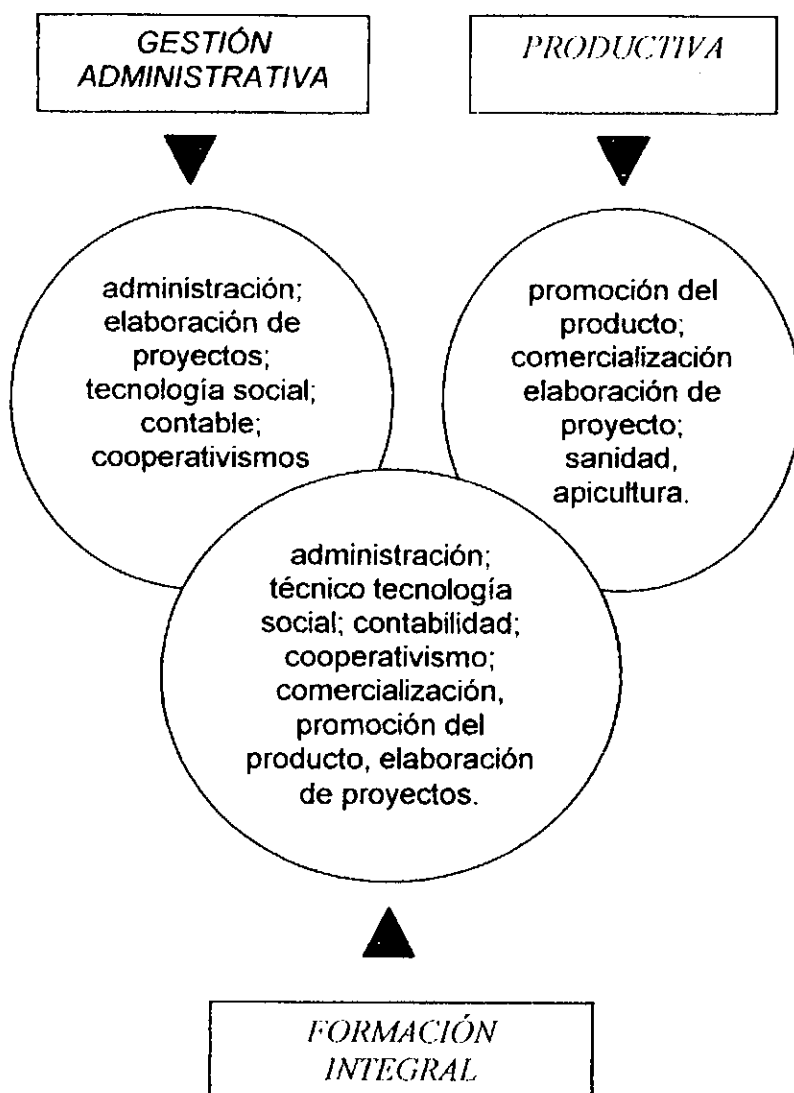 GESTIÓN
ADMINISTRATIVA
PRODUCTIVA
administración;
elaboración de
proyectos;
tecnología social;
contable;
cooperativismos
promoción del
producto;
comercialización
elaboración de
proyecto;
sanidad,
apicultura.
administración;
técnico tecnología
social; contabilidad;
cooperativismo;
comercialización,
promoción del
producto, elaboración
de proyectos.
FORMACIÓN
INTEGRAL